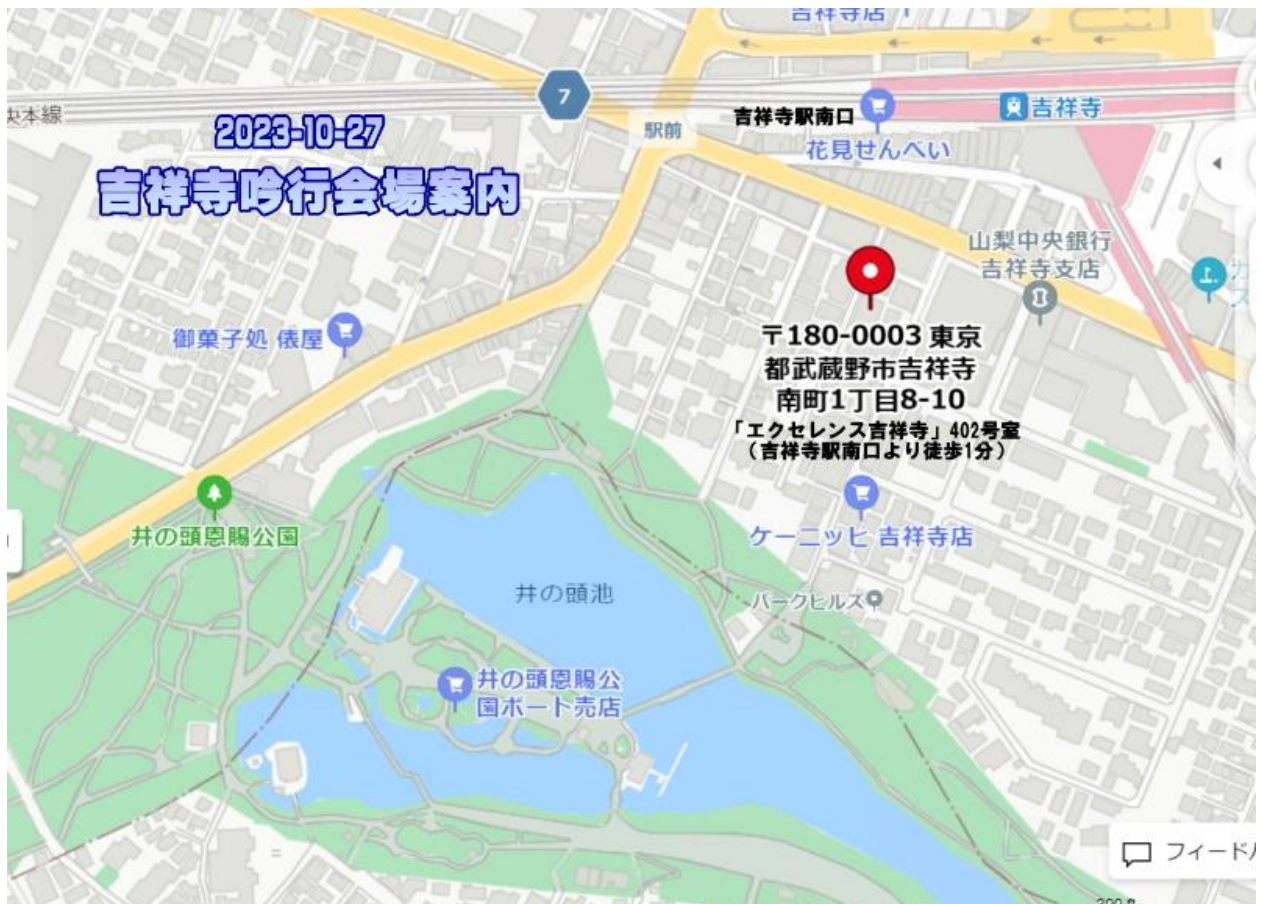 吉祥寺店
央本線
7
2023-10-27
吉祥寺吟行会場案内
駅前
吉祥寺駅南口
花見せんべい
吉祥寺
山梨中央銀行
吉祥寺支店
御菓子処 俵屋
〒180-0003 東京
都武蔵野市吉祥寺
南町1丁目8-10
「エクセレンス吉祥寺」402号室
(吉祥寺駅南口より徒歩1分)
井の頭恩賜公園
ケーニッヒ 吉祥寺店
井の頭池
パークヒルズ
井の頭恩賜公
園ボート売店
フィード